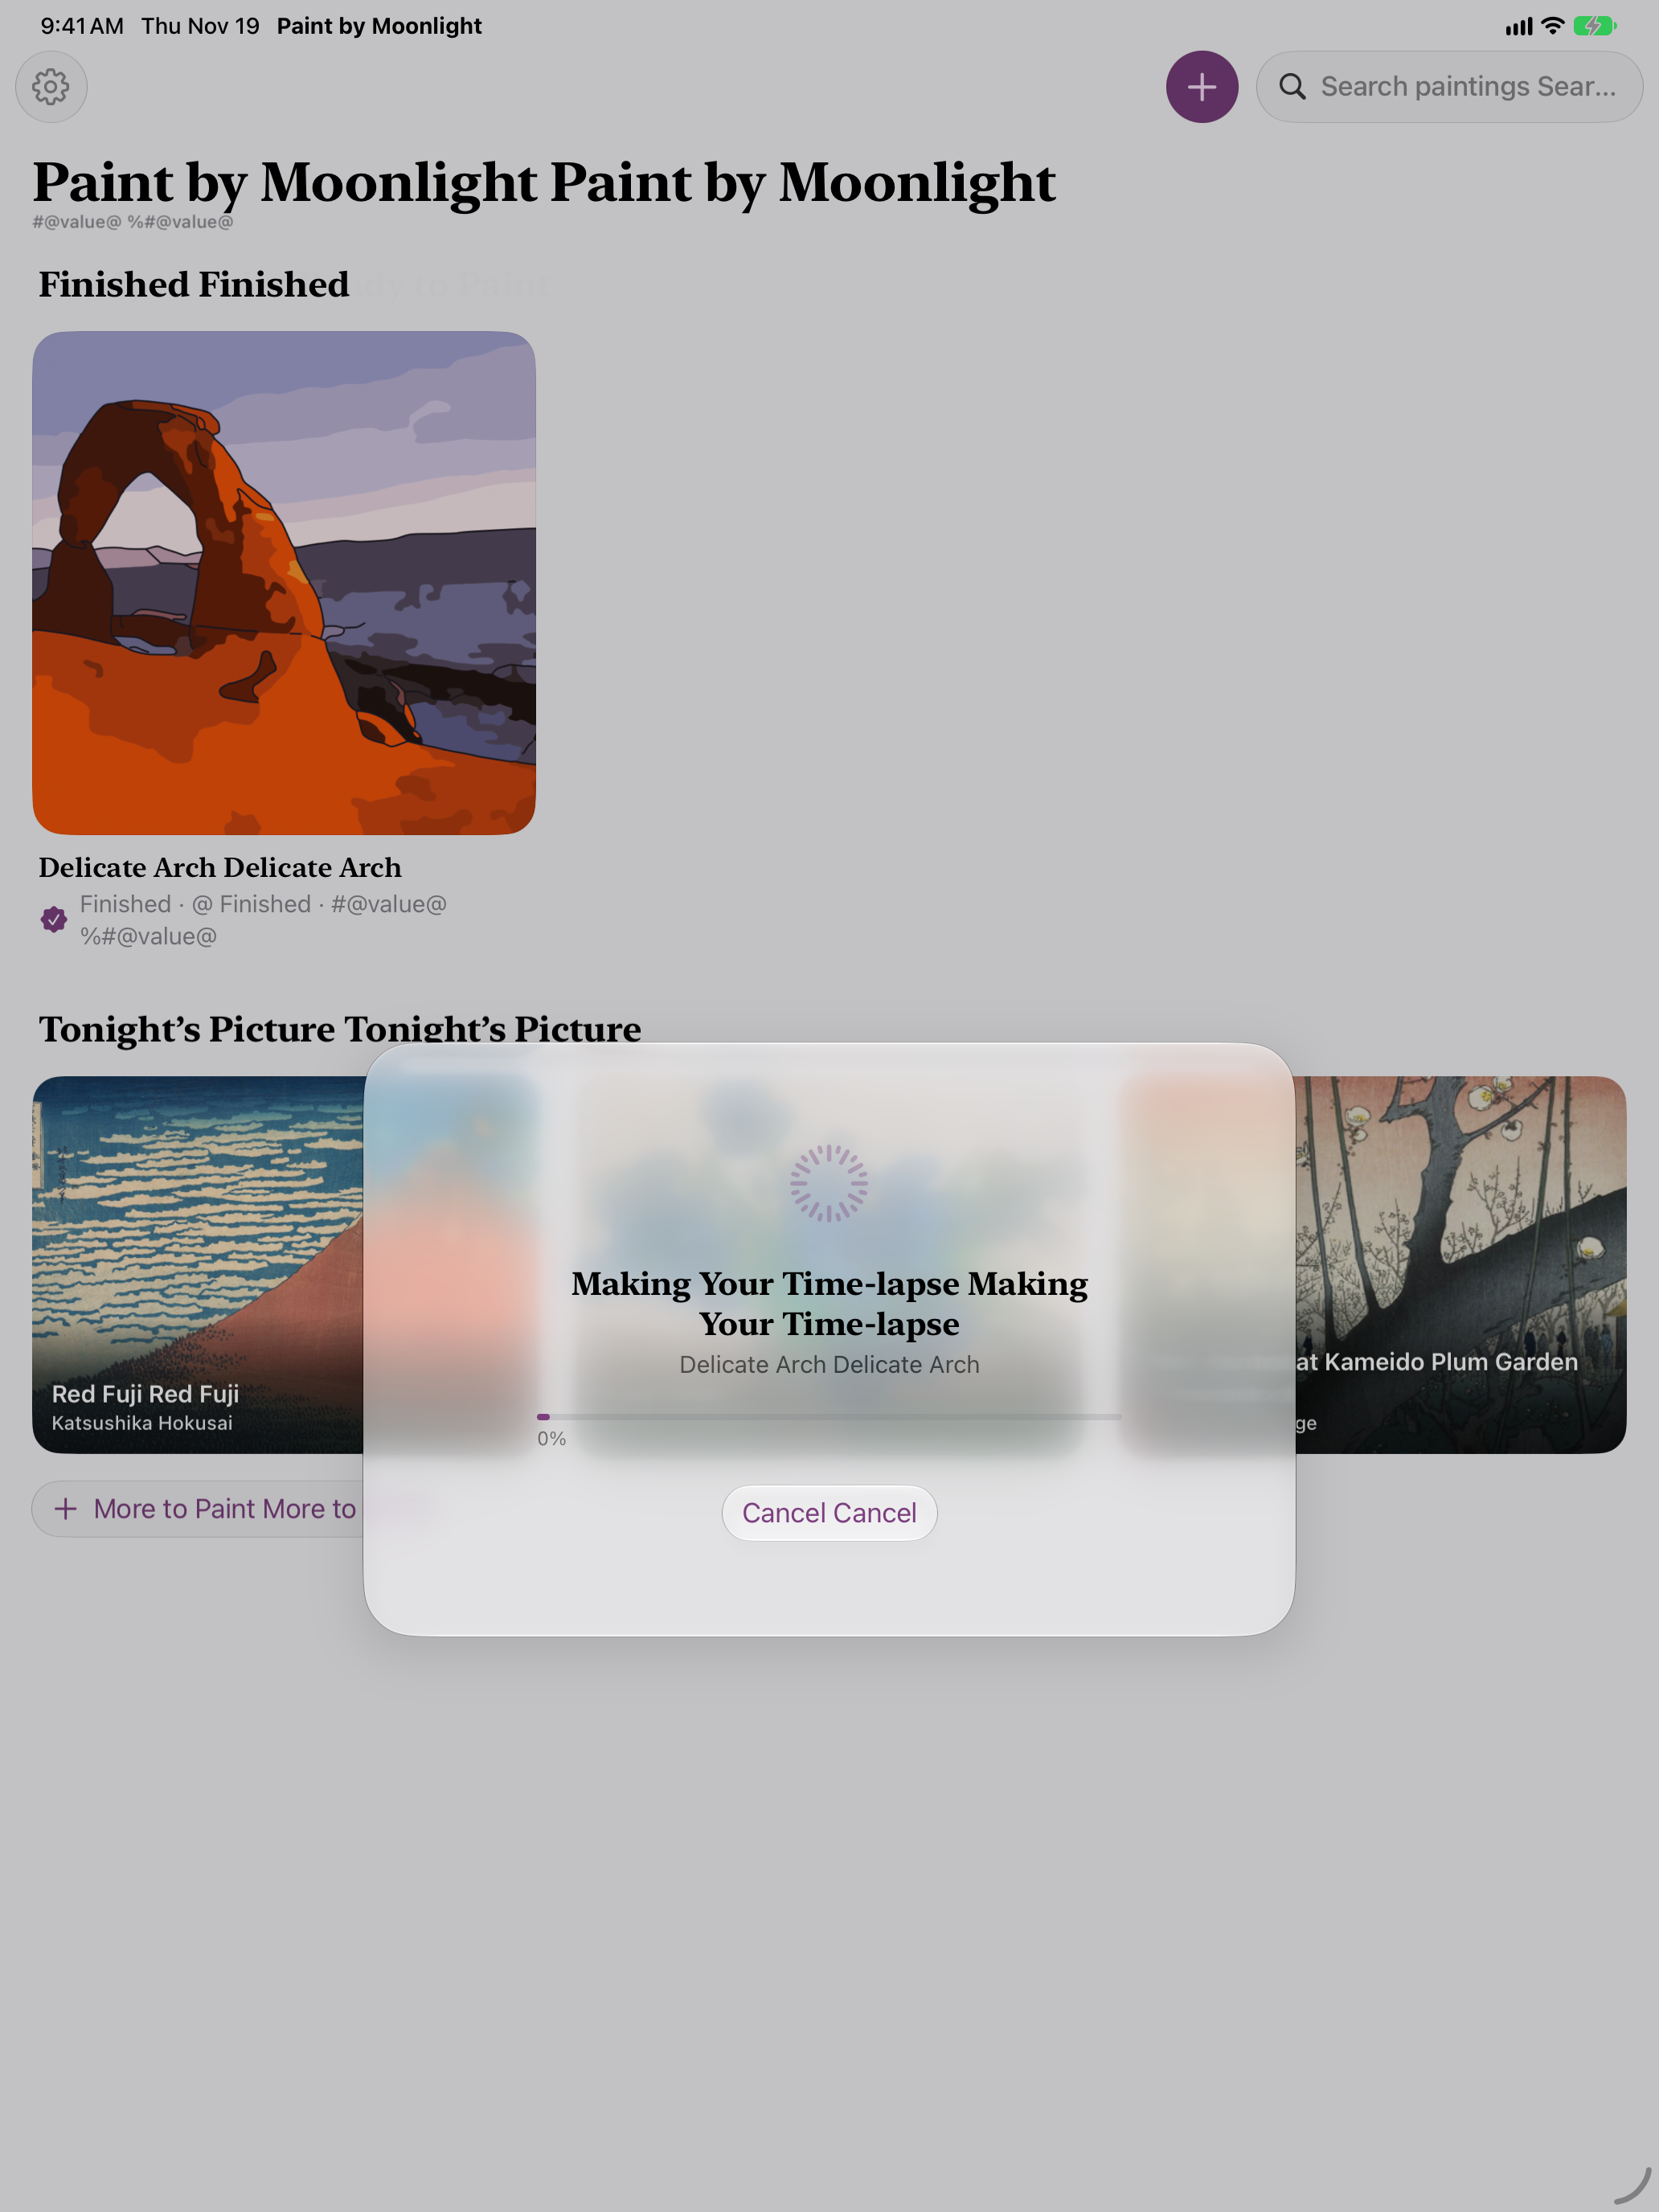 9:41 AM Thu Nov 19 Paint by Moonlight
Search paintings Sear...
Paint by Moonlight Paint by Moonlight
#@value@ %#@value@
Finished Finished
Delicate Arch Delicate Arch
Finished · @ Finished · #@value@
%#@value@
Tonight’s Picture Tonight’s Picture
Red Fuji Red Fuji
Katsushika Hokusai
at Kameido Plum Garden
ge
More to Paint More to
Making Your Time-lapse Making
Your Time-lapse
Delicate Arch Delicate Arch
0%
Cancel Cancel